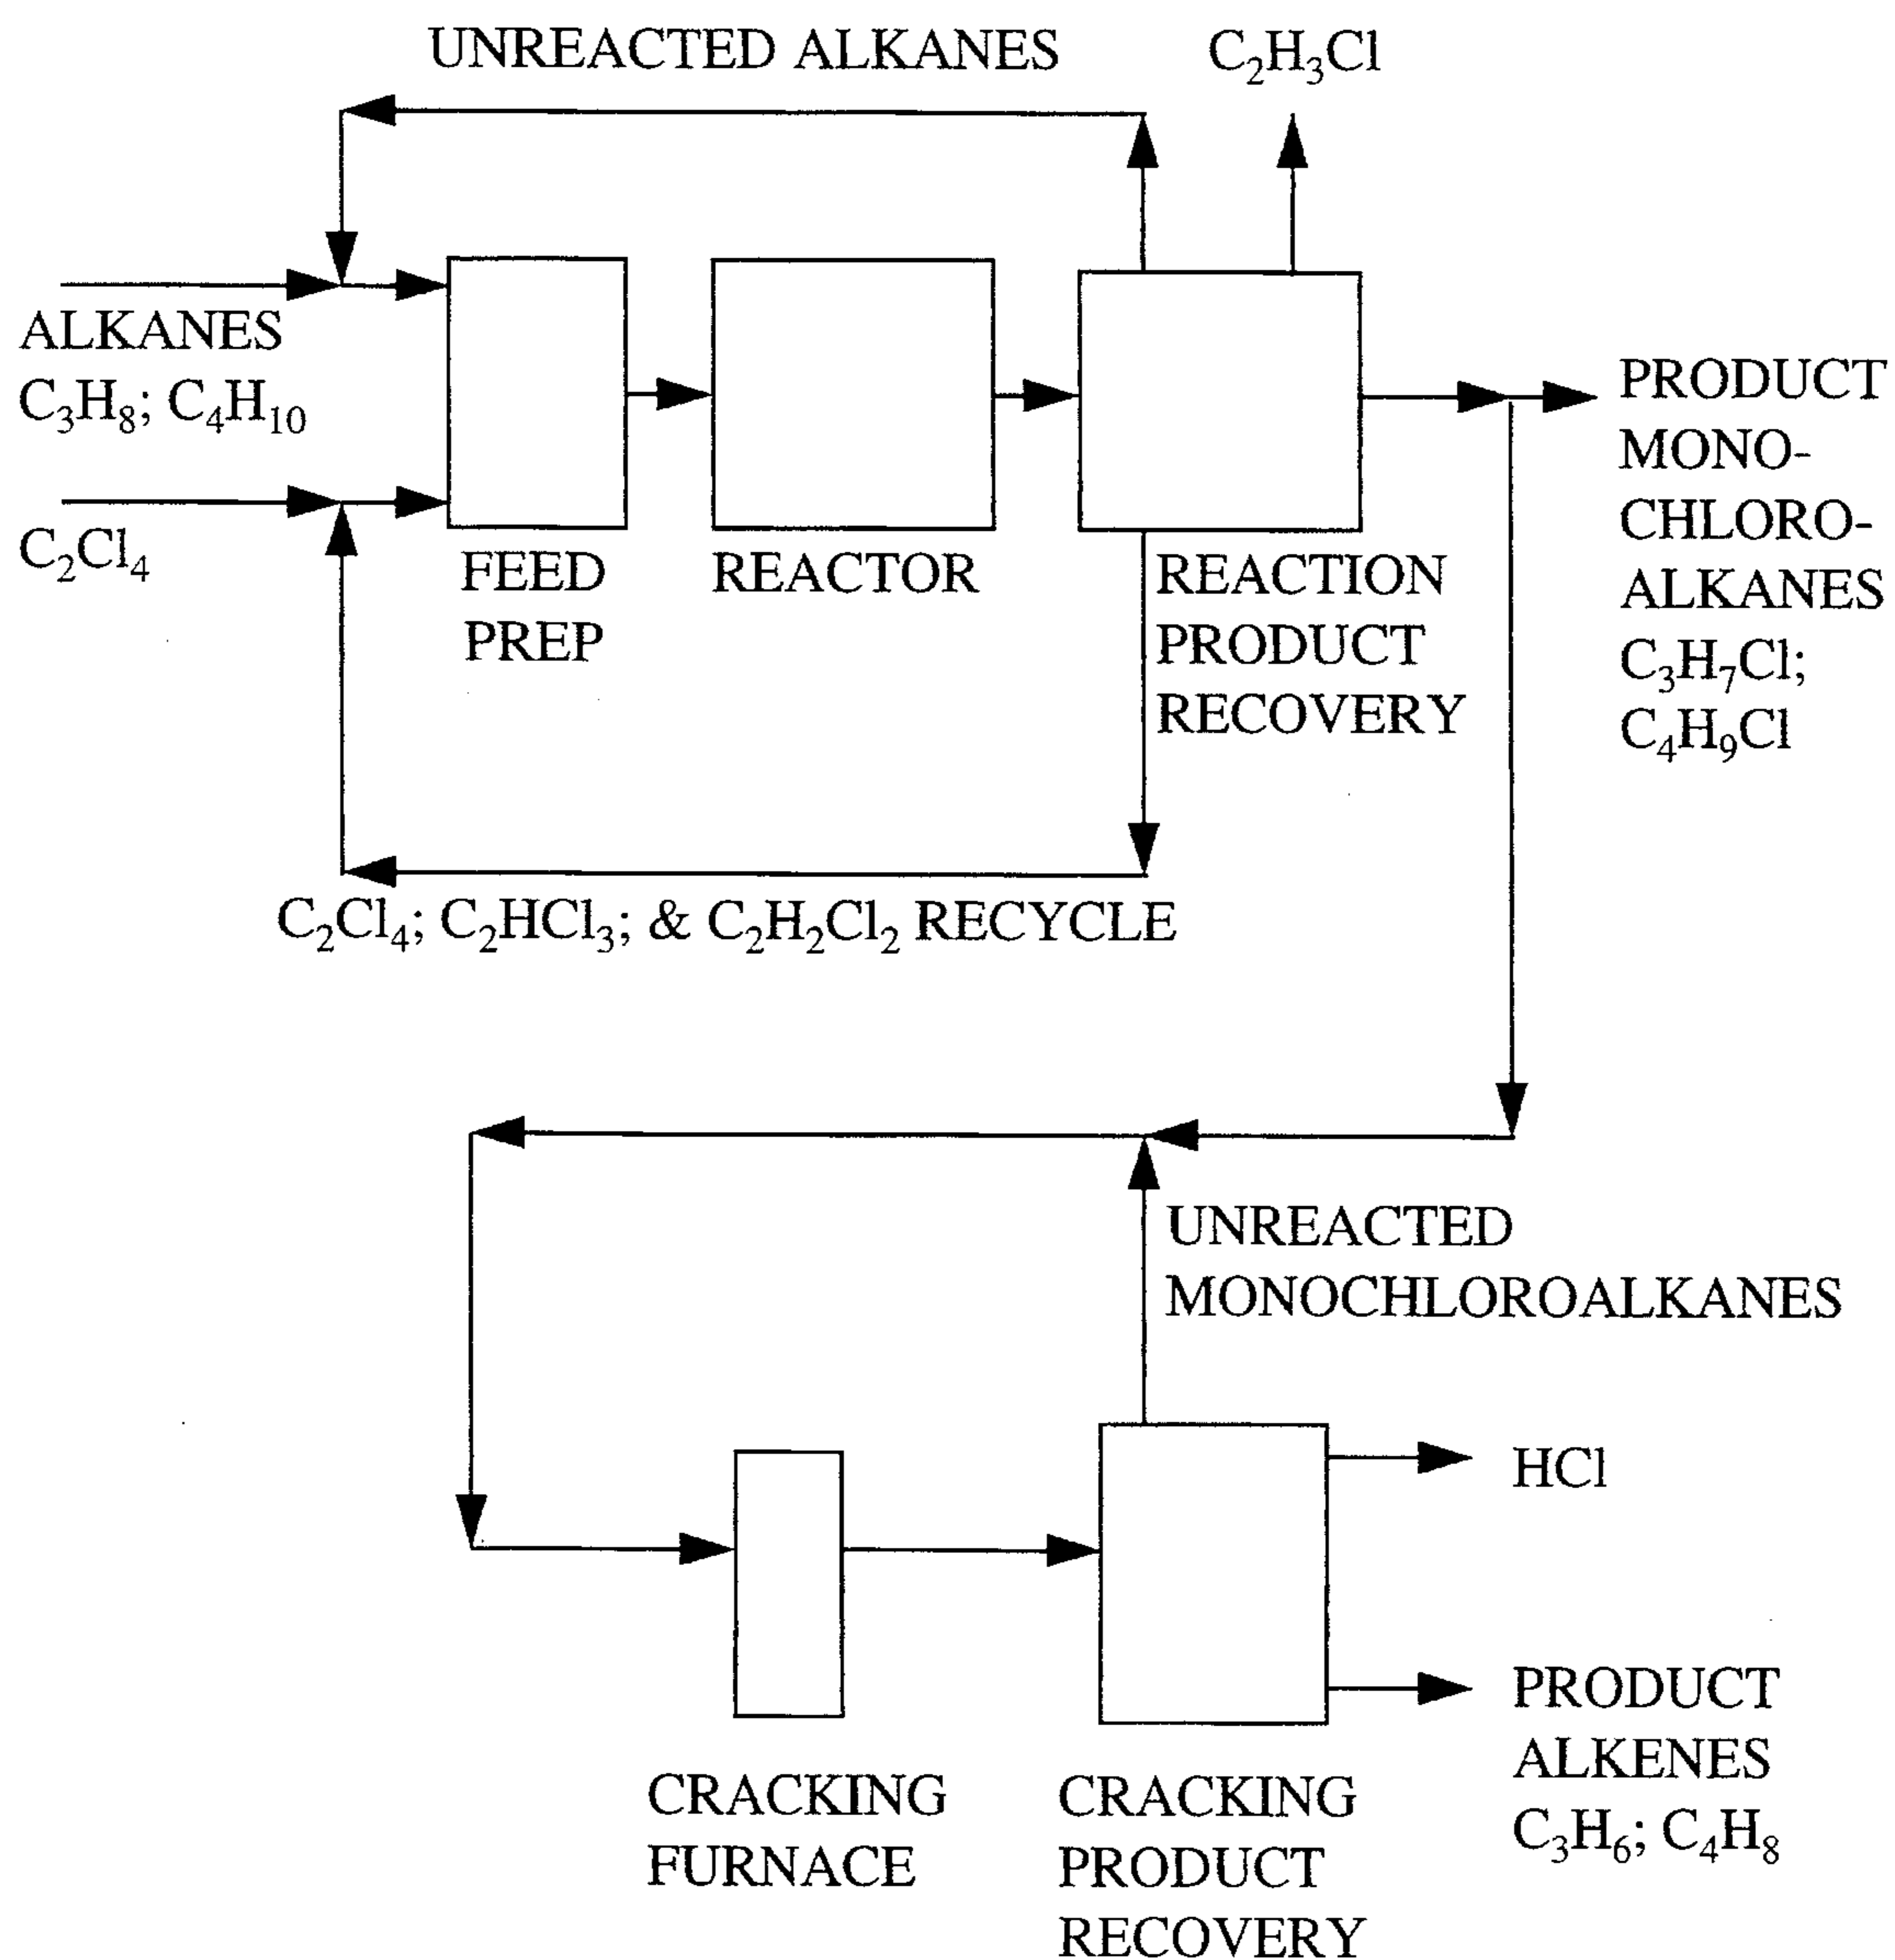 UNREACTED ALKANES
C₂H₃Cl
ALKANES
C₃H₈; C₄H₁₀
C₂Cl₄
FEED
PREP
REACTOR
REACTION
PRODUCT
RECOVERY
PRODUCT
MONO-
CHLORO-
ALKANES
C₃H₇Cl;
C₄H₉Cl
C₂Cl₄; C₂HCl₃; & C₂H₂Cl₂ RECYCLE
UNREACTED
MONOCHLOROALKANES
HCl
PRODUCT
ALKENES
C₃H₆; C₄H₈
CRACKING
FURNACE
CRACKING
PRODUCT
RECOVERY